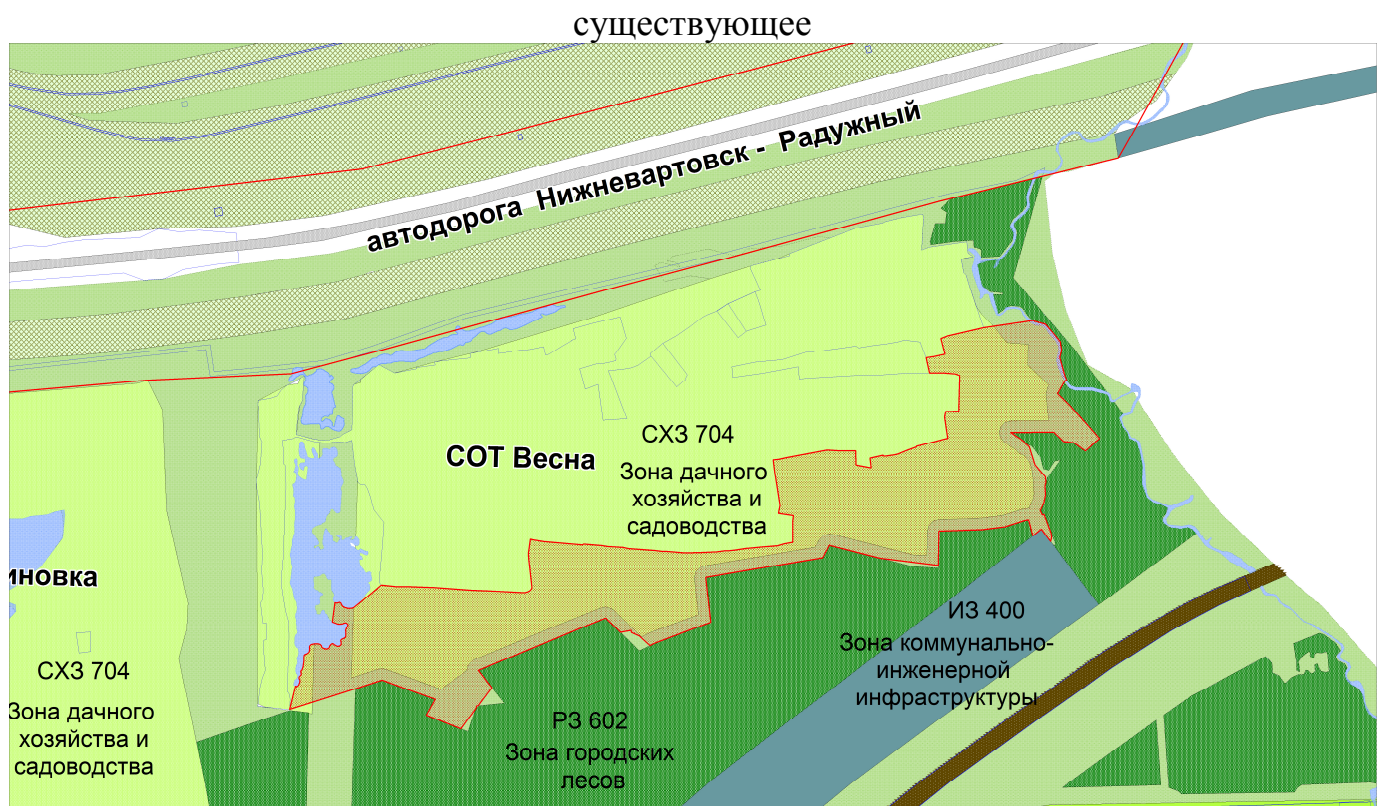 существующее
автодорога Нижневартовск - Радужный
СОТ Весна
СХЗ 704
Зона дачного
хозяйства и
садоводства
иновка
СХЗ 704
Зона дачного
хозяйства и
садоводства
РЗ 602
Зона городских
лесов
ИЗ 400
Зона коммунально-
инженерной
инфраструктуры